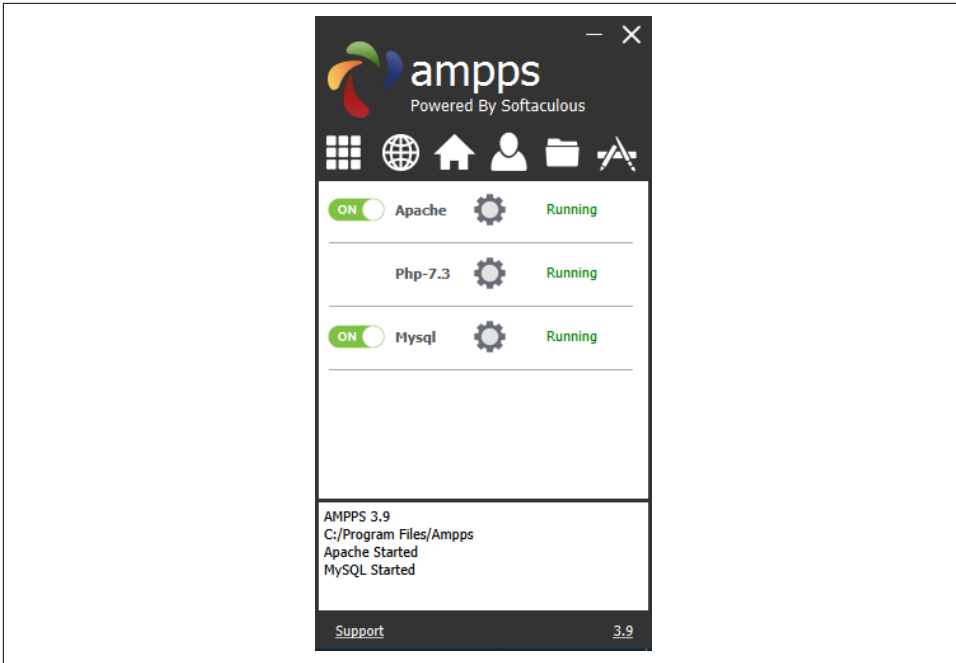 ampps
Powered By Softaculous
ON Apache Running
Php-7.3 Running
ON Mysql Running
AMPPS 3.9
C:/Program Files/Ampps
Apache Started
MySQL Started
Support 3.9